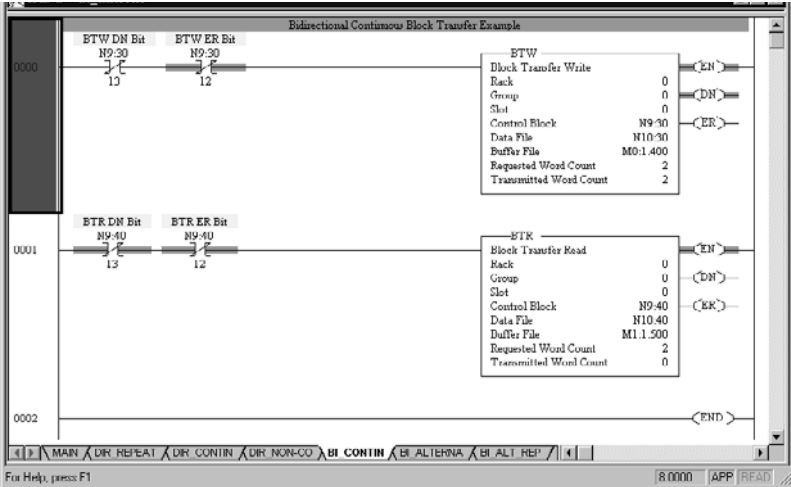 Bidirectional Continuous Block Transfer Example
BTW DN Bit BTW ER Bit
N9:30 N9:30
0000
13 12
BTW
Block Transfer Write
Rack 0
Group 0
Slot 0
Control Block N9:30
Data File N10:30
Buffer File M0:1.400
Requested Word Count 2
Transmitted Word Count 2
EN
DN
ER
BTR DN Bit BTR ER Bit
N9:40 N9:40
0001
13 12
BTR
Block Transfer Read
Rack 0
Group 0
Slot 0
Control Block N9:40
Data File N10:40
Buffer File M1:1.500
Requested Word Count 2
Transmitted Word Count 0
EN
DN
ER
0002
END
MAIN DIR_REPEAT DIR_CONTIN DIR_NON-CO BI_CONTIN BI_ALTERNA BI_ALT_REP
For Help, press F1 8:0000 APP READ